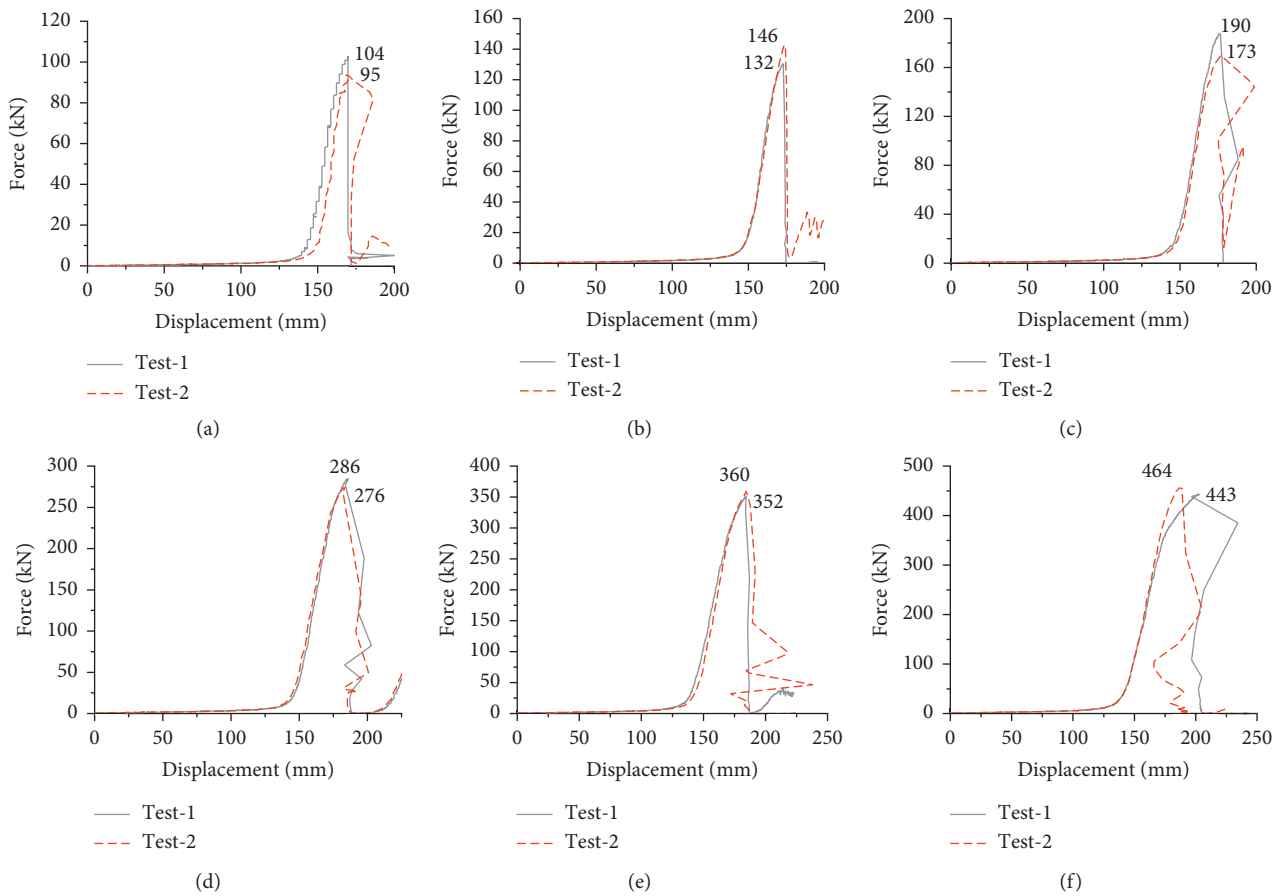 120
100
80
60
40
20
0
Force (kN)
104
95
0 50 100 150 200
Displacement (mm)
Test-1
Test-2
(a)
160
140
120
100
80
60
40
20
0
Force (kN)
146
132
0 50 100 150 200
Displacement (mm)
Test-1
Test-2
(b)
200
160
120
80
40
0
Force (kN)
190
173
0 50 100 150 200
Displacement (mm)
Test-1
Test-2
(c)
300
250
200
150
100
50
0
Force (kN)
286
276
0 50 100 150 200
Displacement (mm)
Test-1
Test-2
(d)
400
350
300
250
200
150
100
50
0
Force (kN)
360
352
0 50 100 150 200 250
Displacement (mm)
Test-1
Test-2
(e)
500
400
300
200
100
0
Force (kN)
464
443
0 50 100 150 200 250
Displacement (mm)
Test-1
Test-2
(f)